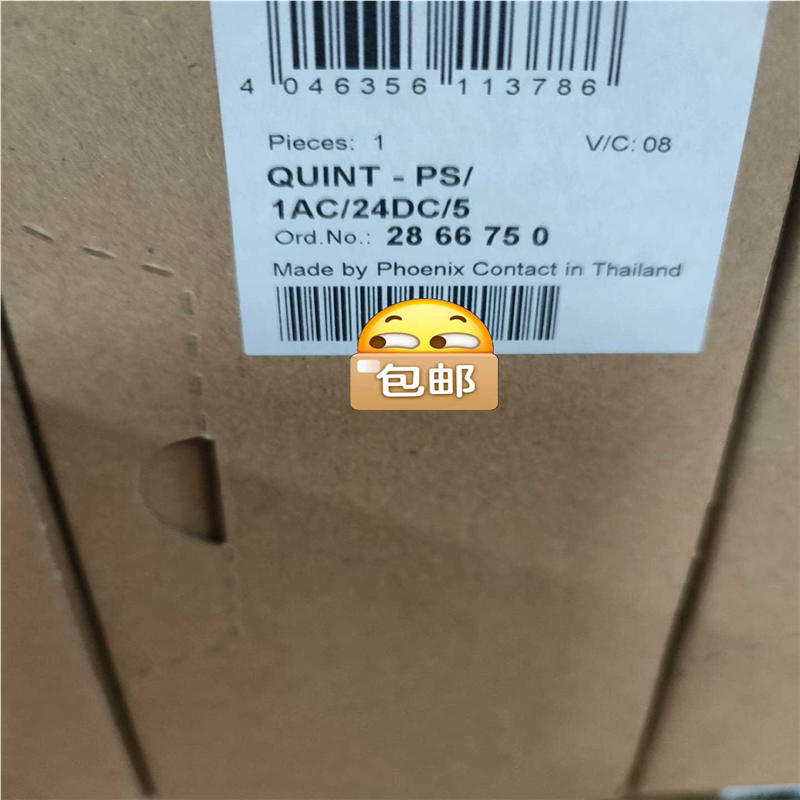 4 046356 113786
Pieces: 1 V/C: 08
QUINT - PS/
1AC/24DC/5
Ord.No.: 28 66 75 0
Made by Phoenix Contact in Thailand
包邮